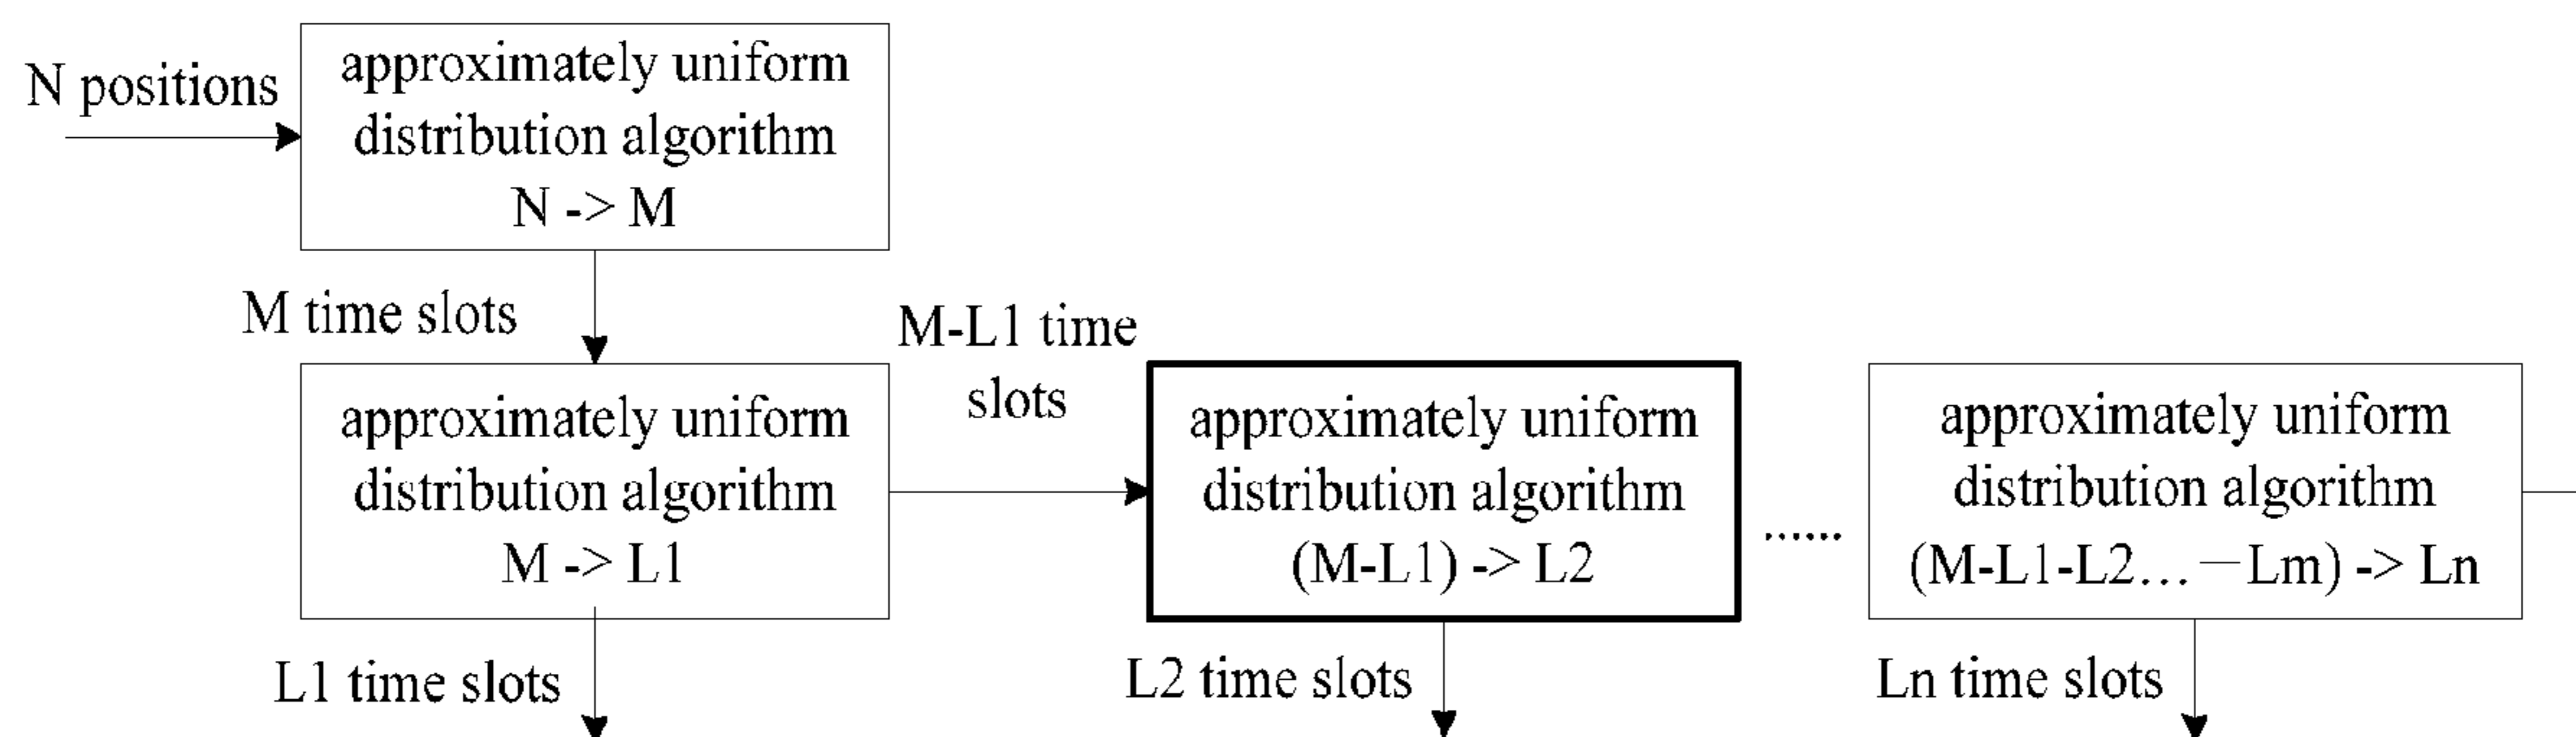 N positions
approximately uniform
distribution algorithm
N -> M
M time slots
M-L1 time
slots
approximately uniform
distribution algorithm
M -> L1
approximately uniform
distribution algorithm
(M-L1) -> L2
......
approximately uniform
distribution algorithm
(M-L1-L2...—Lm) -> Ln
L1 time slots
L2 time slots
Ln time slots